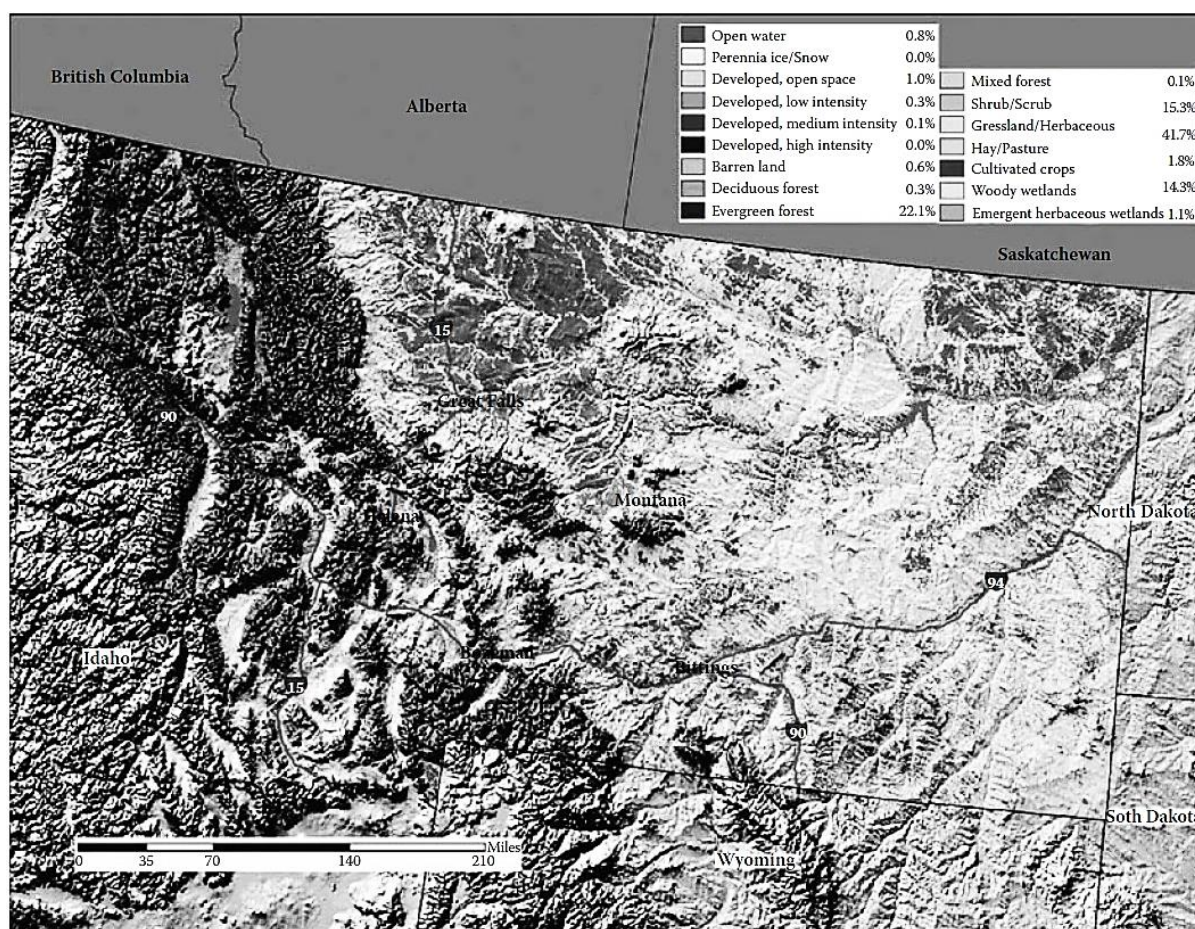 British Columbia
Alberta
Open water 0.8%
Perennia ice/Snow 0.0%
Developed, open space 1.0%
Developed, low intensity 0.3%
Developed, medium intensity 0.1%
Developed, high intensity 0.0%
Barren land 0.6%
Deciduous forest 0.3%
Evergreen forest 22.1%
Mixed forest 0.1%
Shrub/Scrub 15.3%
Gressland/Herbaceous 41.7%
Hay/Pasture 1.8%
Cultivated crops
Woody wetlands 14.3%
Emergent herbaceous wetlands 1.1%
Saskatchewan
15
Great Falls
90
Montana
North Dakota
94
Idaho
15
90
Miles
0 35 70 140 210
Wyoming
Soth Dakota